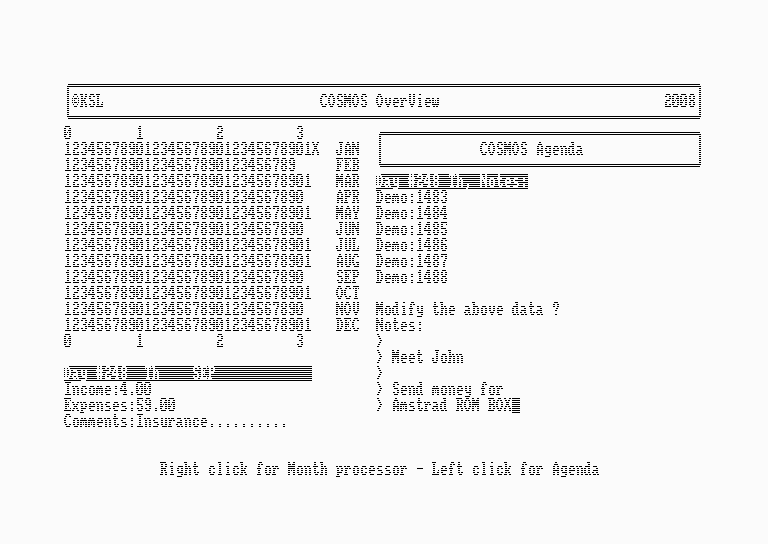 ©KSL COSMOS OverView 2008
0 1 2 3
1234567890123456789012345678901X JAN
12345678901234567890123456789 FEB
1234567890123456789012345678901 MAR
123456789012345678901234567890 APR
1234567890123456789012345678901 MAY
123456789012345678901234567890 JUN
1234567890123456789012345678901 JUL
1234567890123456789012345678901 AUG
123456789012345678901234567890 SEP
1234567890123456789012345678901 OCT
123456789012345678901234567890 NOV
1234567890123456789012345678901 DEC
0 1 2 3
Day #248 Th SEP
Income:4.00
Expenses:59.00
Comments:Insurance..........
COSMOS Agenda
Day #248 Th, Notes:
Demo:1483
Demo:1484
Demo:1485
Demo:1486
Demo:1487
Demo:1488
Modify the above data ?
Notes:
>
> Meet John
>
> Send money for
> Amstrad ROM BOX
Right click for Month processor - Left click for Agenda